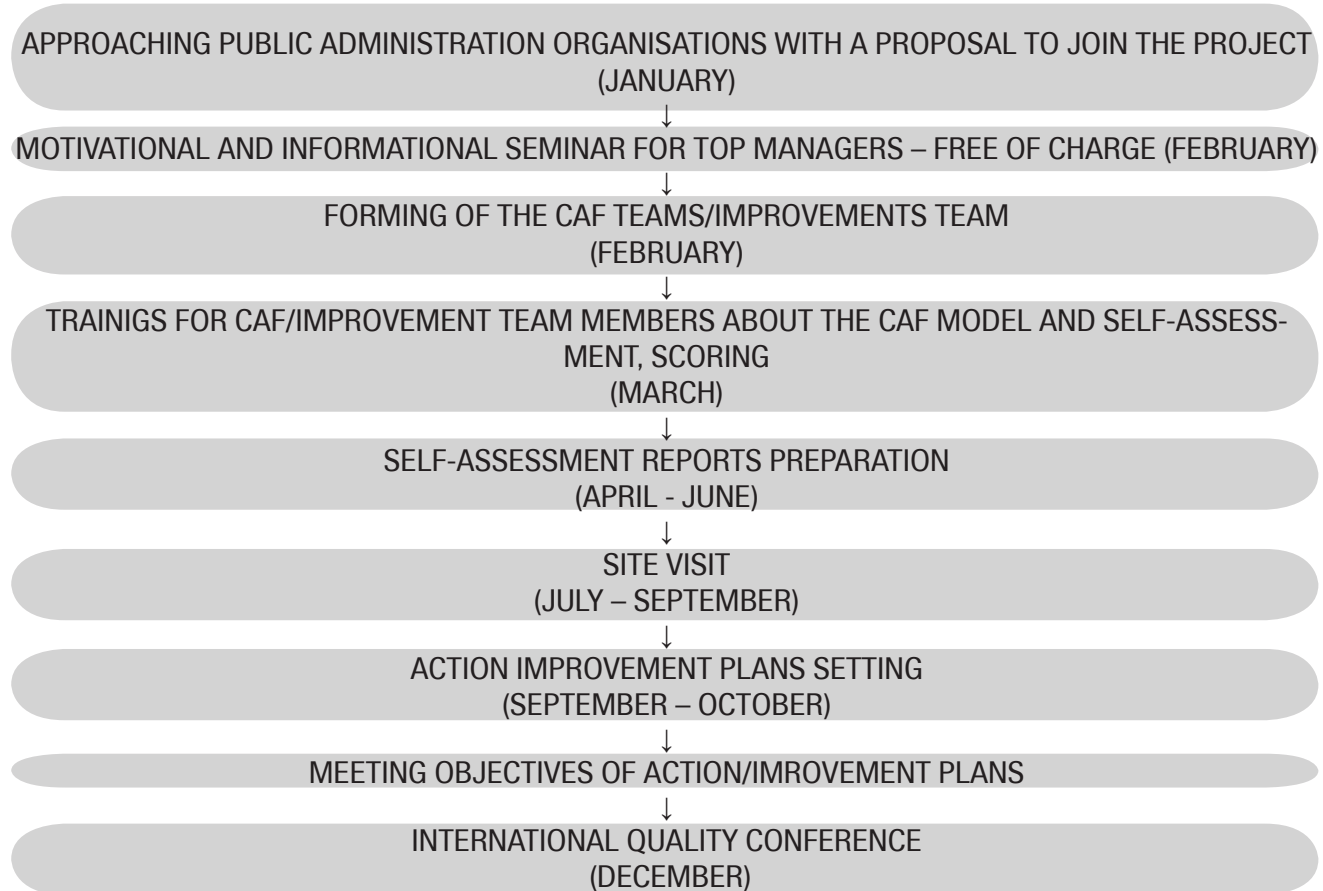 APPROACHING PUBLIC ADMINISTRATION ORGANISATIONS WITH A PROPOSAL TO JOIN THE PROJECT
(JANUARY)
↓
MOTIVATIONAL AND INFORMATIONAL SEMINAR FOR TOP MANAGERS – FREE OF CHARGE (FEBRUARY)
↓
FORMING OF THE CAF TEAMS/IMPROVEMENTS TEAM
(FEBRUARY)
↓
TRAINIGS FOR CAF/IMPROVEMENT TEAM MEMBERS ABOUT THE CAF MODEL AND SELF-ASSESS-
MENT, SCORING
(MARCH)
↓
SELF-ASSESSMENT REPORTS PREPARATION
(APRIL - JUNE)
↓
SITE VISIT
(JULY – SEPTEMBER)
↓
ACTION IMPROVEMENT PLANS SETTING
(SEPTEMBER – OCTOBER)
↓
MEETING OBJECTIVES OF ACTION/IMROVEMENT PLANS
↓
INTERNATIONAL QUALITY CONFERENCE
(DECEMBER)